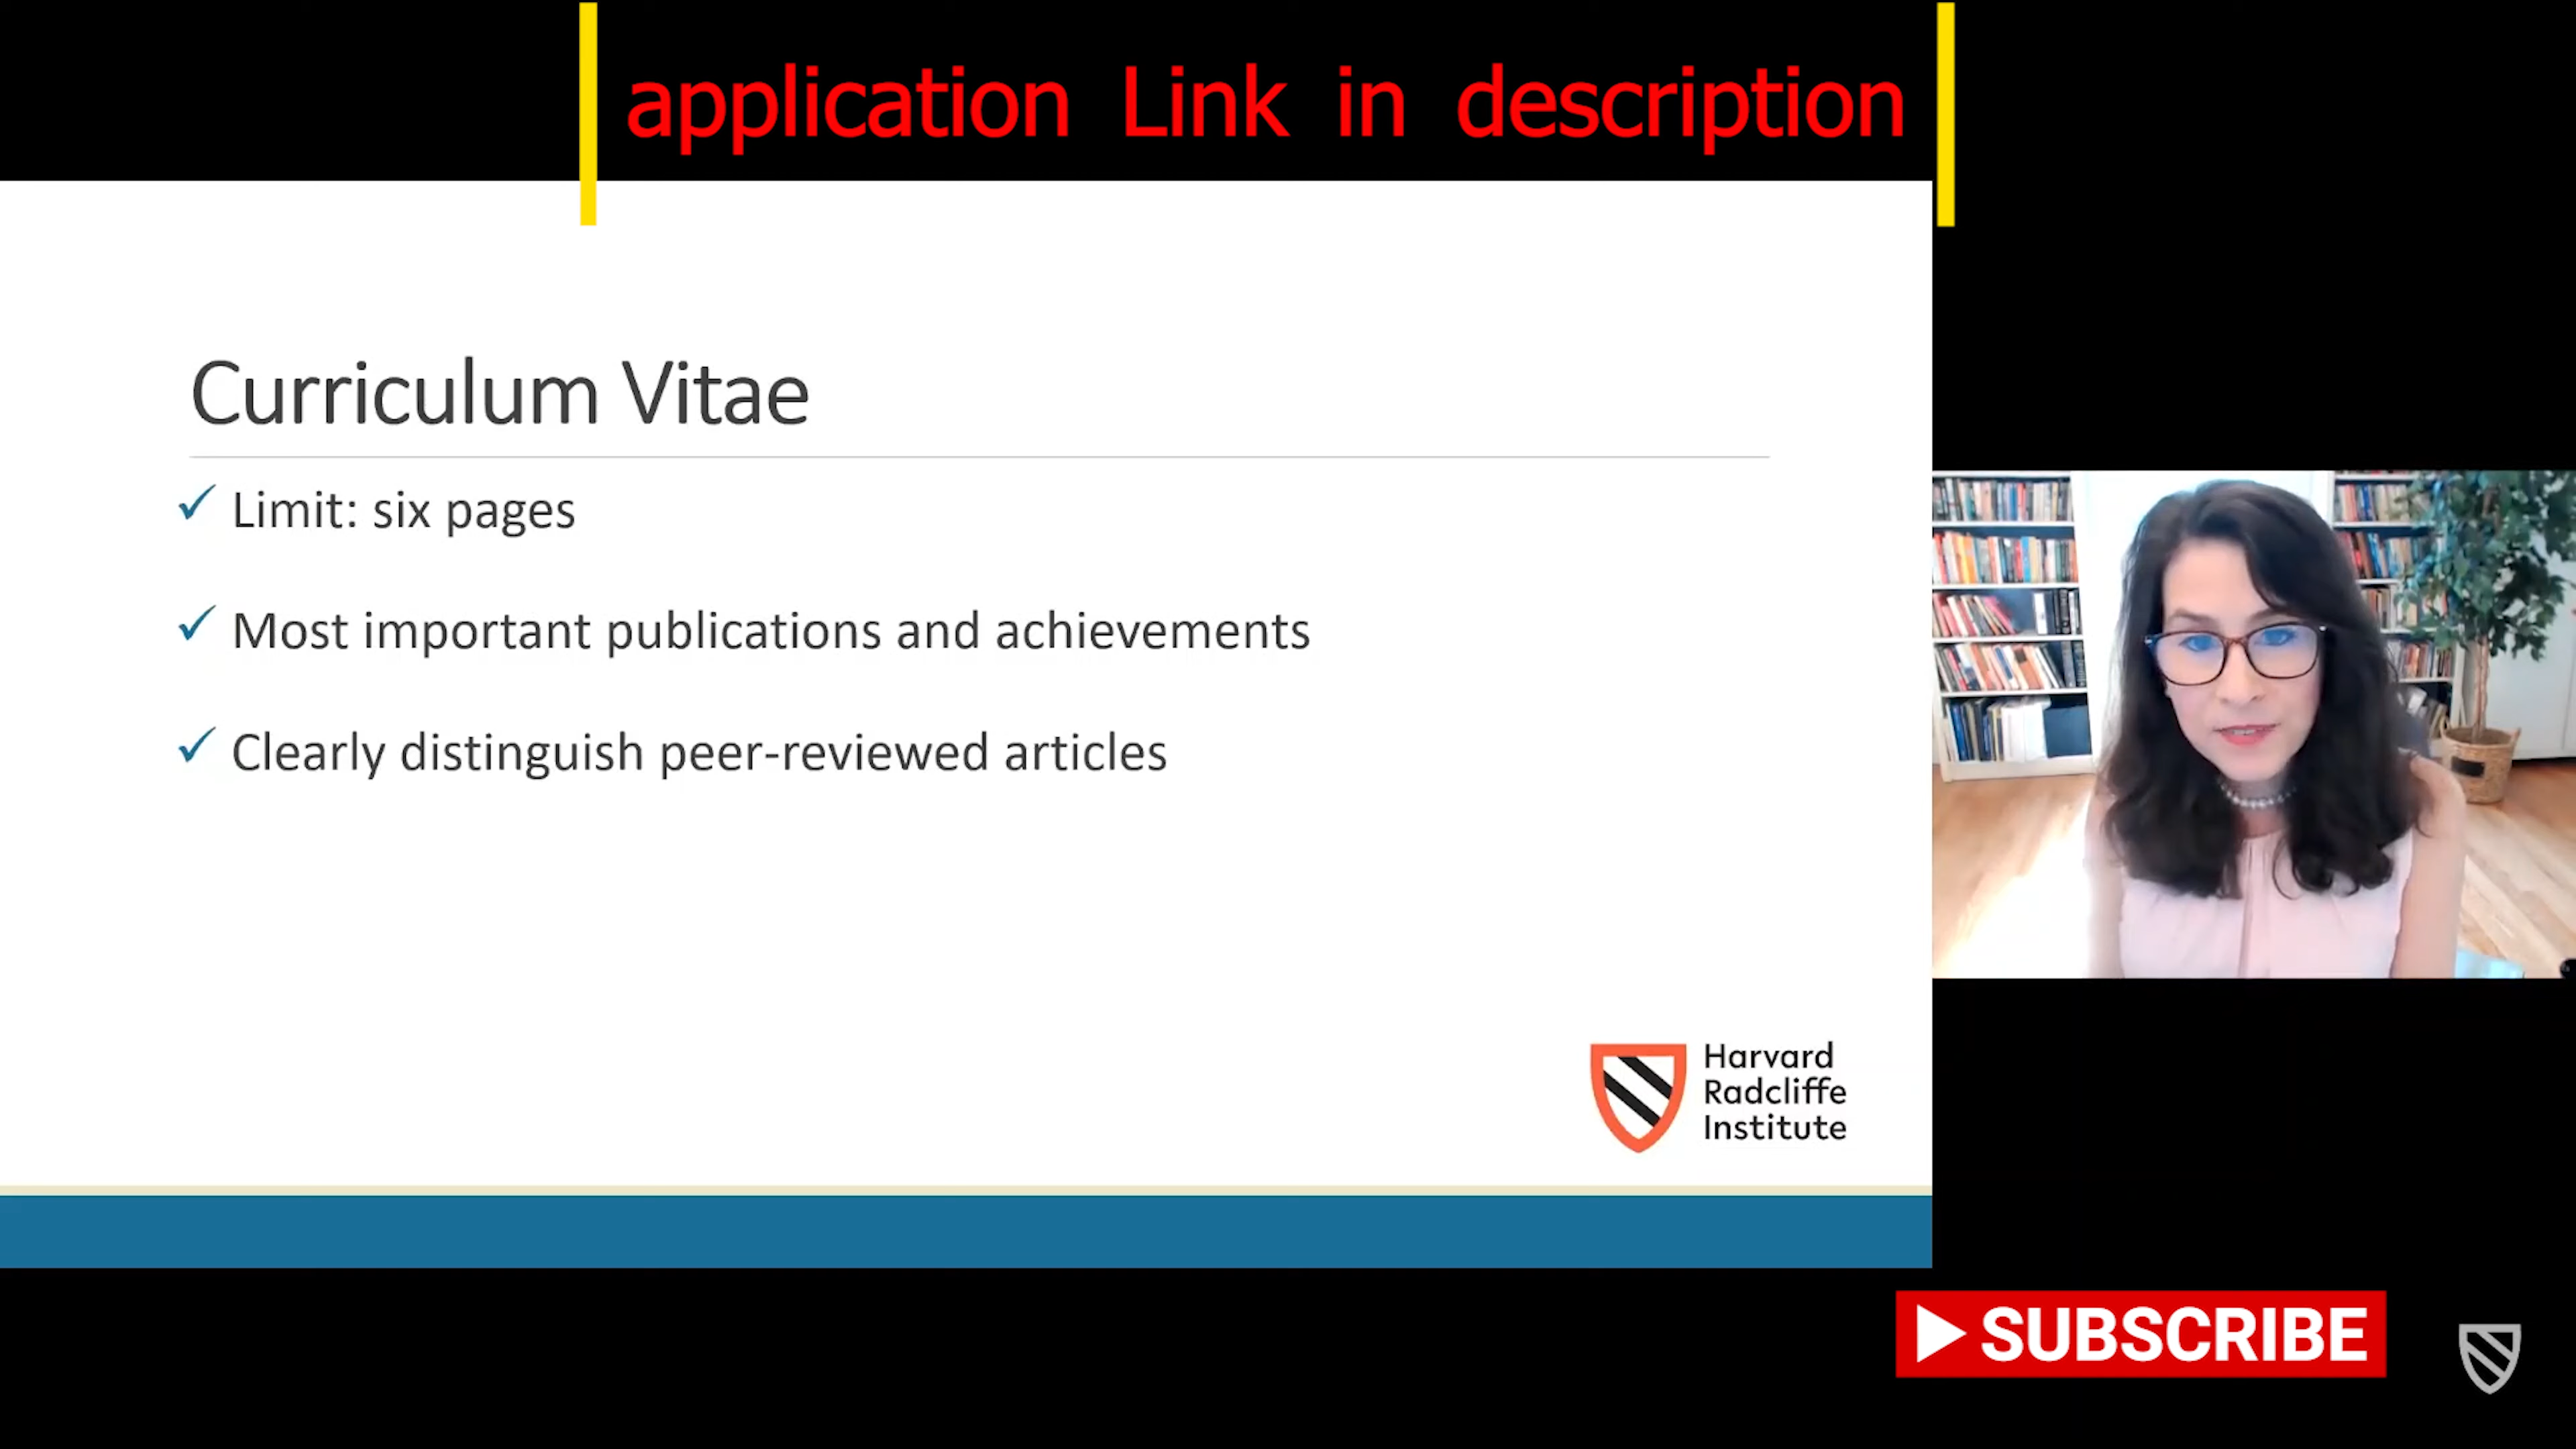 application Link in description
Curriculum Vitae
✓ Limit: six pages
✓ Most important publications and achievements
✓ Clearly distinguish peer-reviewed articles
Harvard
Radcliffe
Institute
SUBSCRIBE